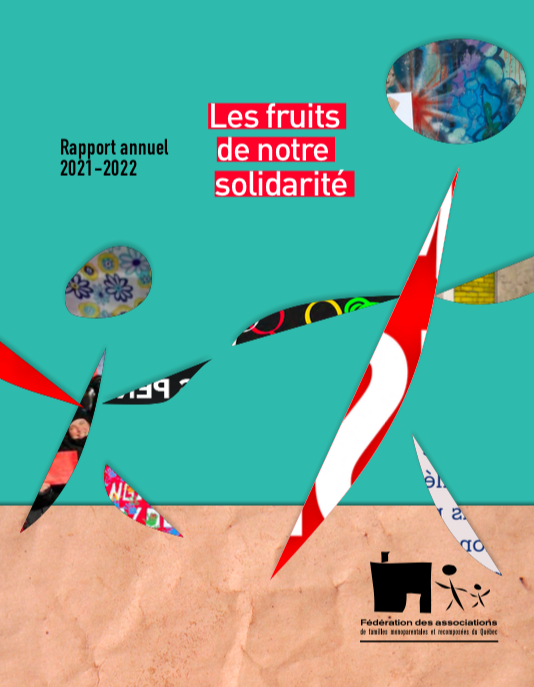 Rapport annuel
2021-2022
Les fruits
de notre
solidarité
Fédération des associations
de familles monoparentales et recomposées du Québec